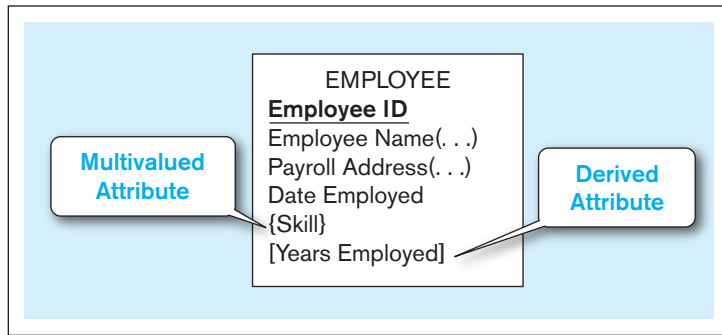 EMPLOYEE
Employee ID
Employee Name(. . .)
Payroll Address(. . .)
Date Employed
{Skill}
[Years Employed]
Multivalued
Attribute
Derived
Attribute